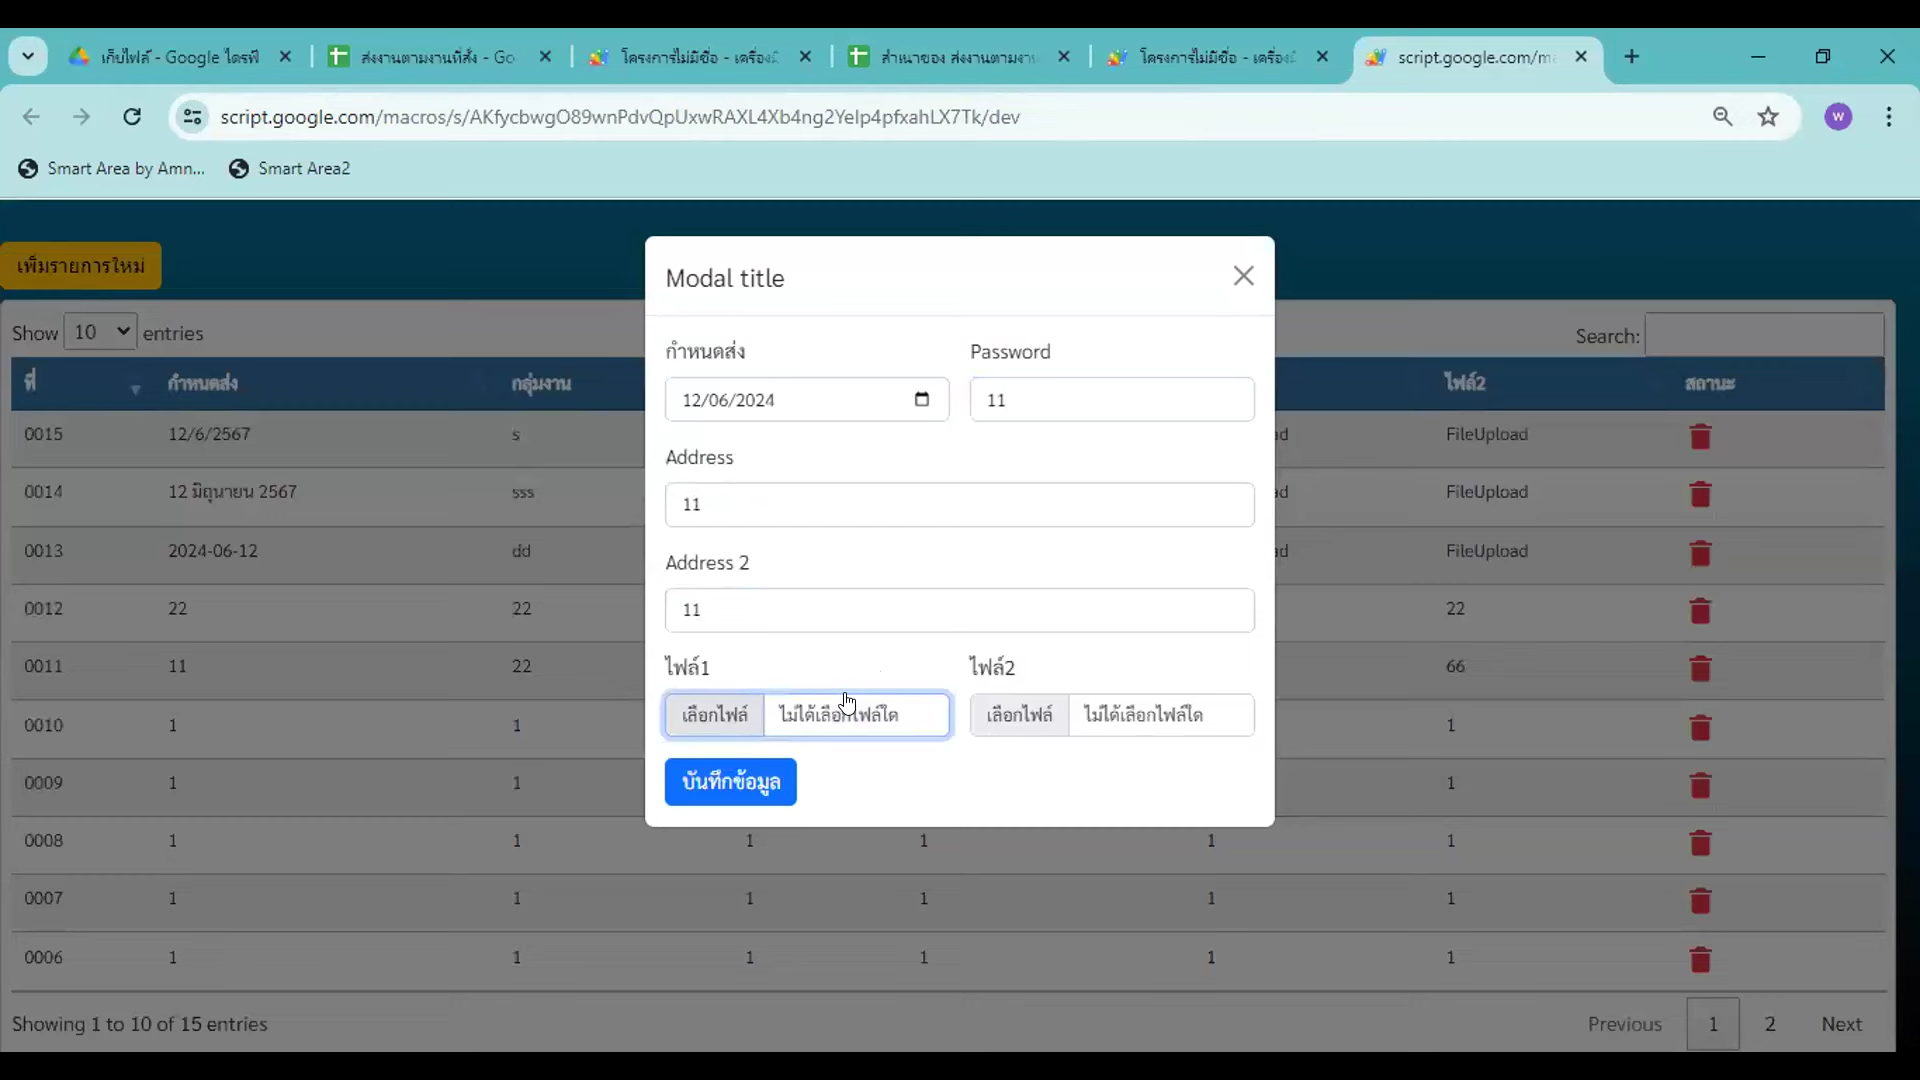 เก็บไฟล์ - Google ไดรฟ์
ส่งงานตามงานที่สั่ง - Go
โครงการไม่มีชื่อ - เครื่องมื
สำเนาของ ส่งงานตามงาน
โครงการไม่มีชื่อ - เครื่องมื
script.google.com/ma
script.google.com/macros/s/AKfycbwgO89wnPdvQpUxwRAXL4Xb4ng2YeIp4pfxahLX7Tk/dev
W
Smart Area by Amn...
Smart Area2
เพิ่มรายการใหม่
Show 10 entries
Search:
ที่ กำหนดส่ง กลุ่มงาน ไฟล์2 สถานะ
0015 12/6/2567 s ad FileUpload
0014 12 มิถุนายน 2567 sss ad FileUpload
0013 2024-06-12 dd ad FileUpload
0012 22 22 22
0011 11 22 66
0010 1 1 1
0009 1 1 1
0008 1 1 1 1 1 1
0007 1 1 1 1 1 1
0006 1 1 1 1 1 1
Showing 1 to 10 of 15 entries
Previous 1 2 Next
Modal title
กำหนดส่ง Password
12/06/2024 11
Address
11
Address 2
11
ไฟล์1 ไฟล์2
เลือกไฟล์ ไม่ได้เลือกไฟล์ใด เลือกไฟล์ ไม่ได้เลือกไฟล์ใด
บันทึกข้อมูล